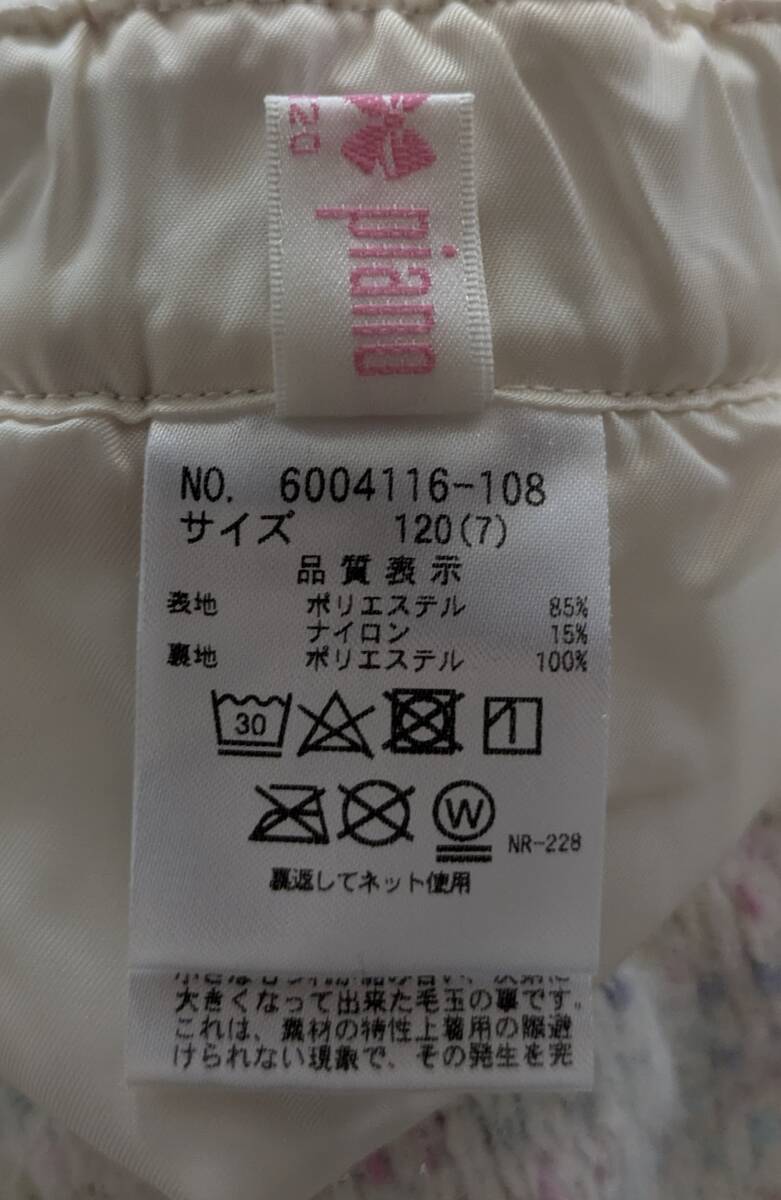 20
piano
NO. 6004116-108
サイズ 120(7)
品質表示
表地 ポリエステル 85%
ナイロン 15%
裏地 ポリエステル 100%
30
W
NR-228
裏返してネット使用
大きくなって出来た毛玉の事です。
これは、素材の特性上着用の際避
けられない現象で、その発生を完